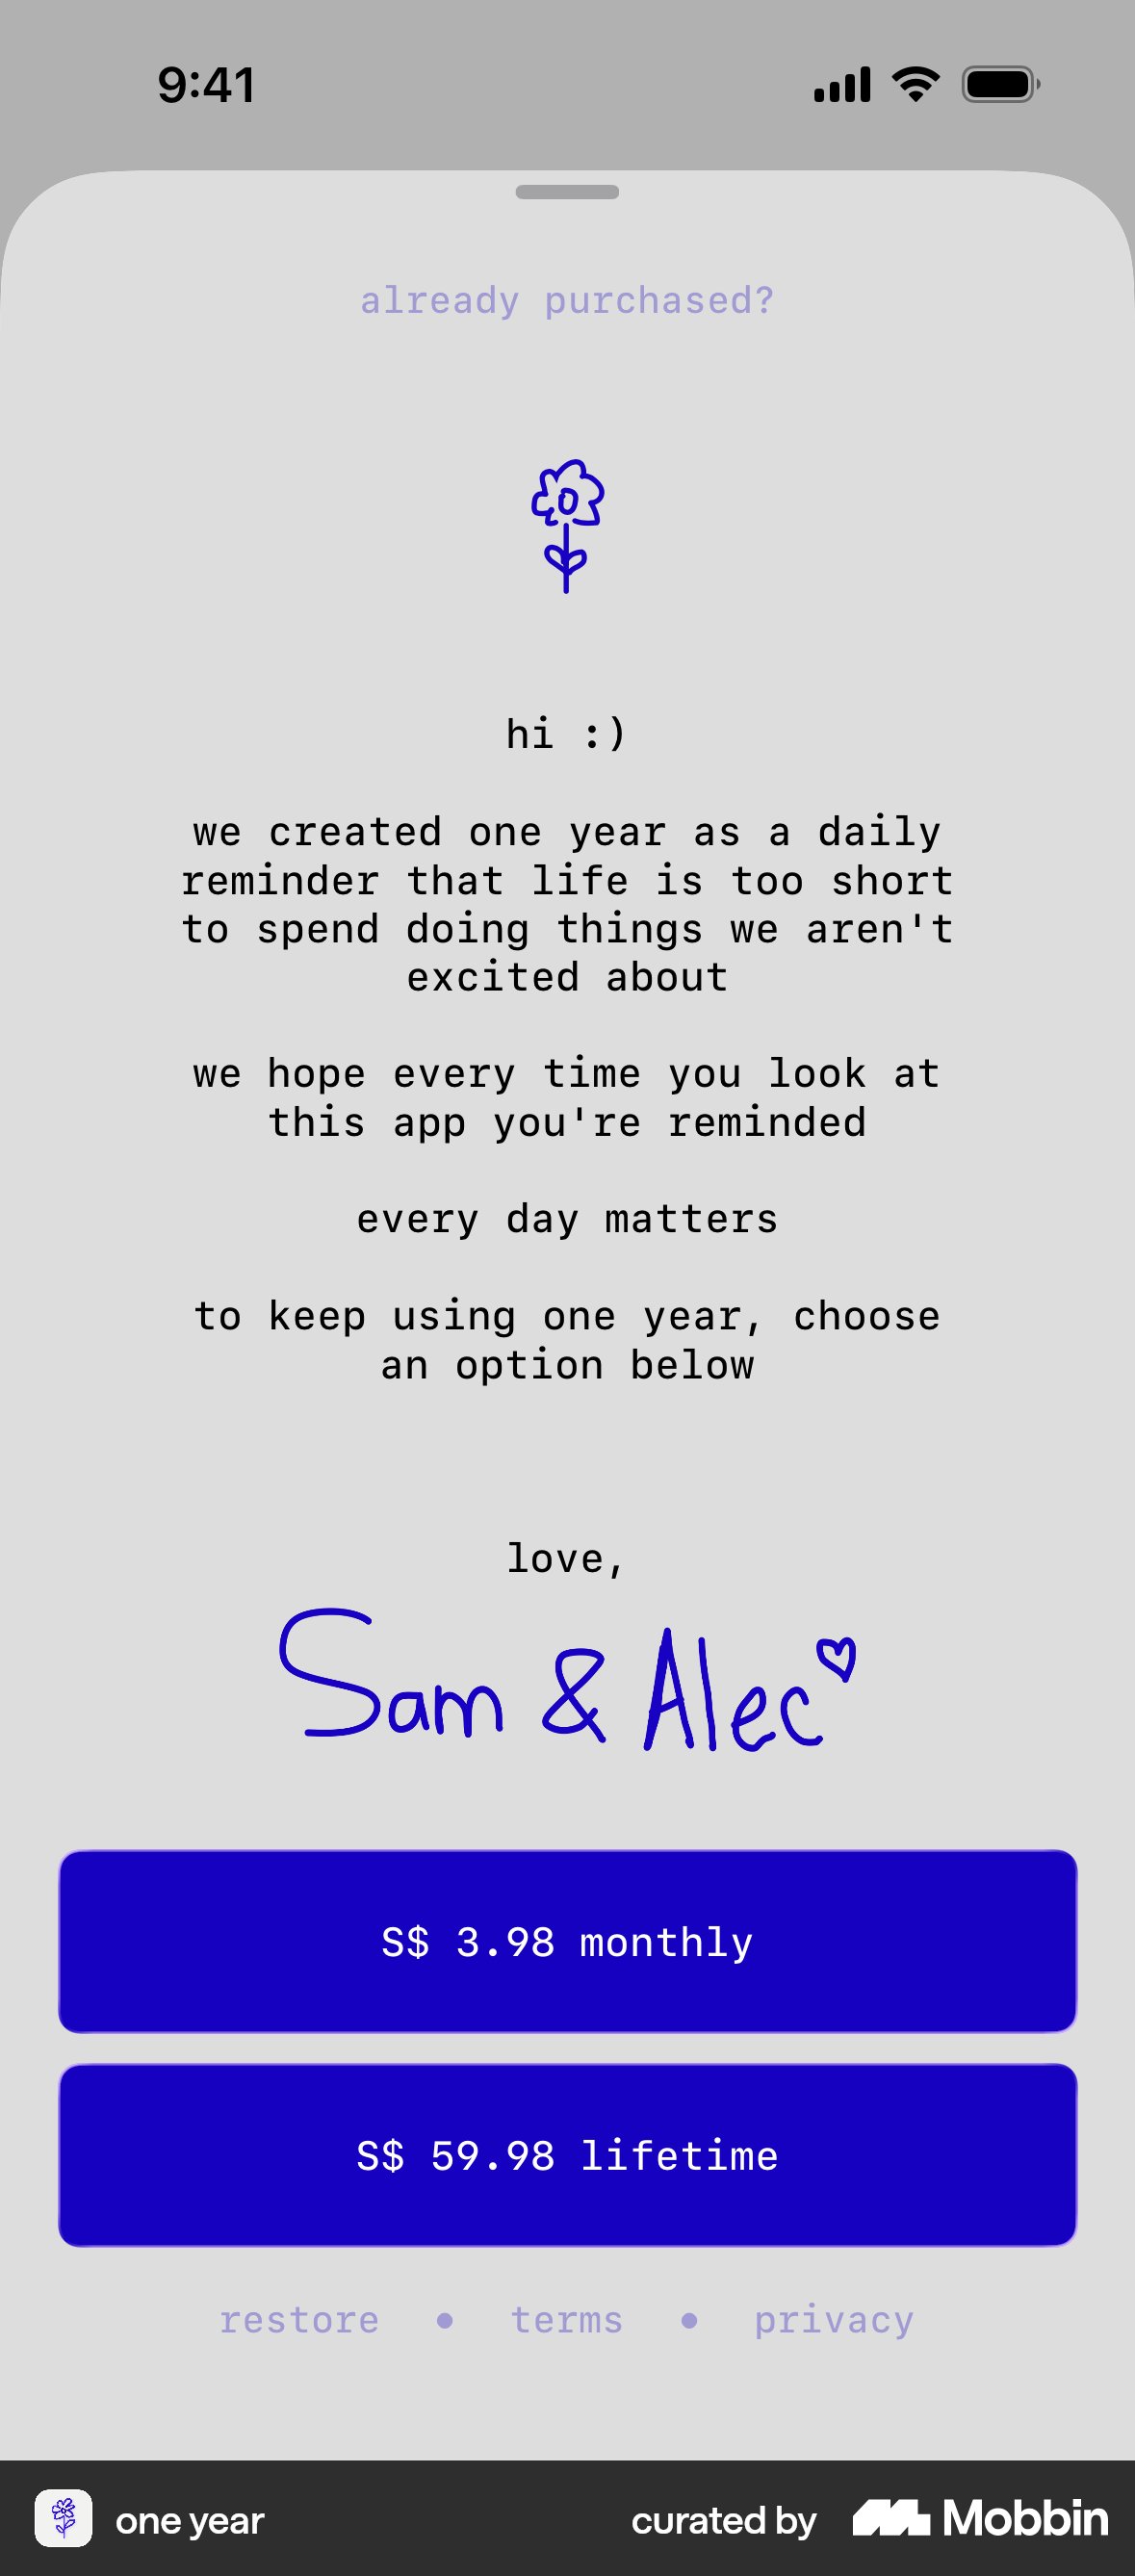 9:41
already purchased?
hi :)
we created one year as a daily
reminder that life is too short
to spend doing things we aren't
excited about
we hope every time you look at
this app you're reminded
every day matters
to keep using one year, choose
an option below
love,
Sam & Alec
S$ 3.98 monthly
S$ 59.98 lifetime
restore • terms • privacy
one year curated by Mobbin